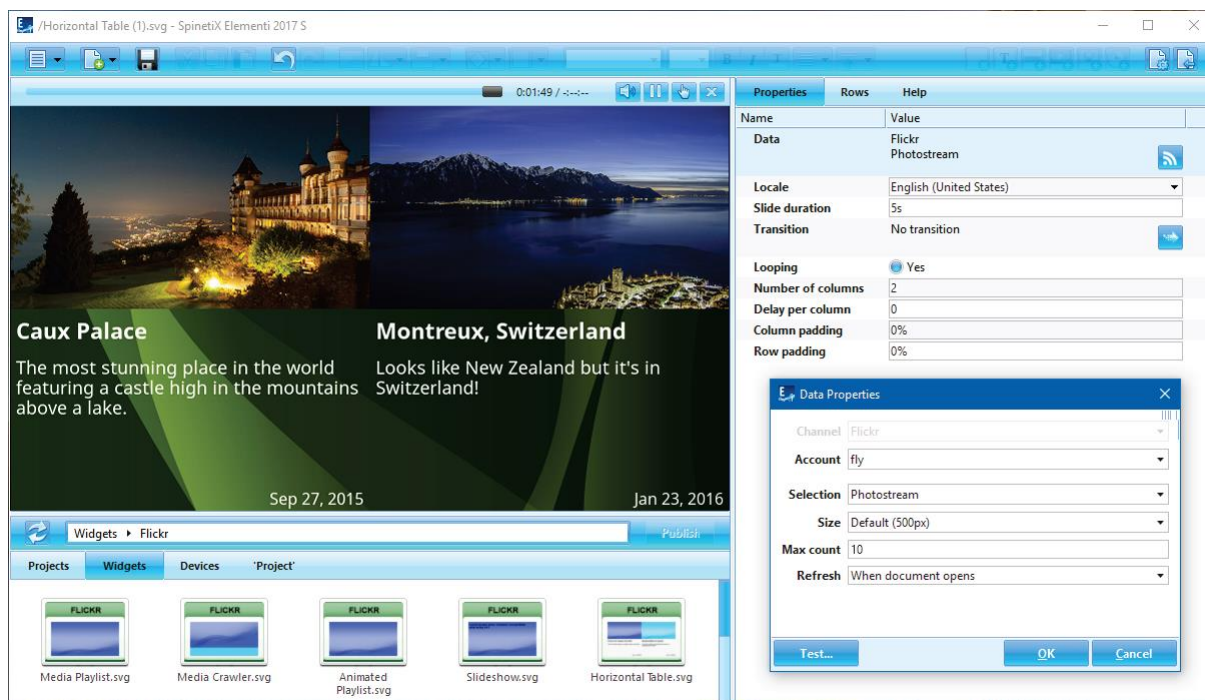 /Horizontal Table (1).svg - SpinetiX Elementi 2017 S
0:01:49 / -:--:--
Caux Palace
The most stunning place in the world
featuring a castle high in the mountains
above a lake.
Sep 27, 2015
Montreux, Switzerland
Looks like New Zealand but it's in
Switzerland!
Jan 23, 2016
Widgets Flickr
Publish
Projects Widgets Devices 'Project'
FLICKR FLICKR FLICKR FLICKR FLICKR
Media Playlist.svg Media Crawler.svg Animated Slideshow.svg Horizontal Table.svg
Playlist.svg
Properties Rows Help
Name Value
Data Flickr
Photostream
Locale English (United States)
Slide duration 5s
Transition No transition
Looping Yes
Number of columns 2
Delay per column 0
Column padding 0%
Row padding 0%
Data Properties
Channel Flickr
Account fly
Selection Photostream
Size Default (500px)
Max count 10
Refresh When document opens
Test... OK Cancel